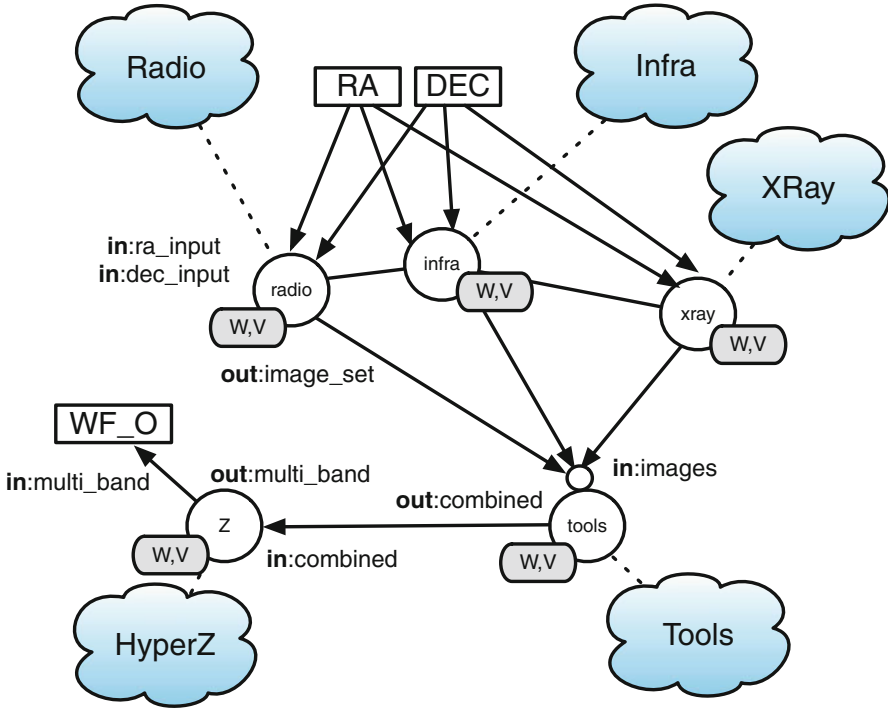 Radio
RA
DEC
Infra
XRay
in:ra_input
in:dec_input
radio
infra
xray
W,V
W,V
W,V
out:image_set
WF_O
in:multi_band
out:multi_band
in:images
out:combined
Z
tools
in:combined
W,V
W,V
HyperZ
Tools